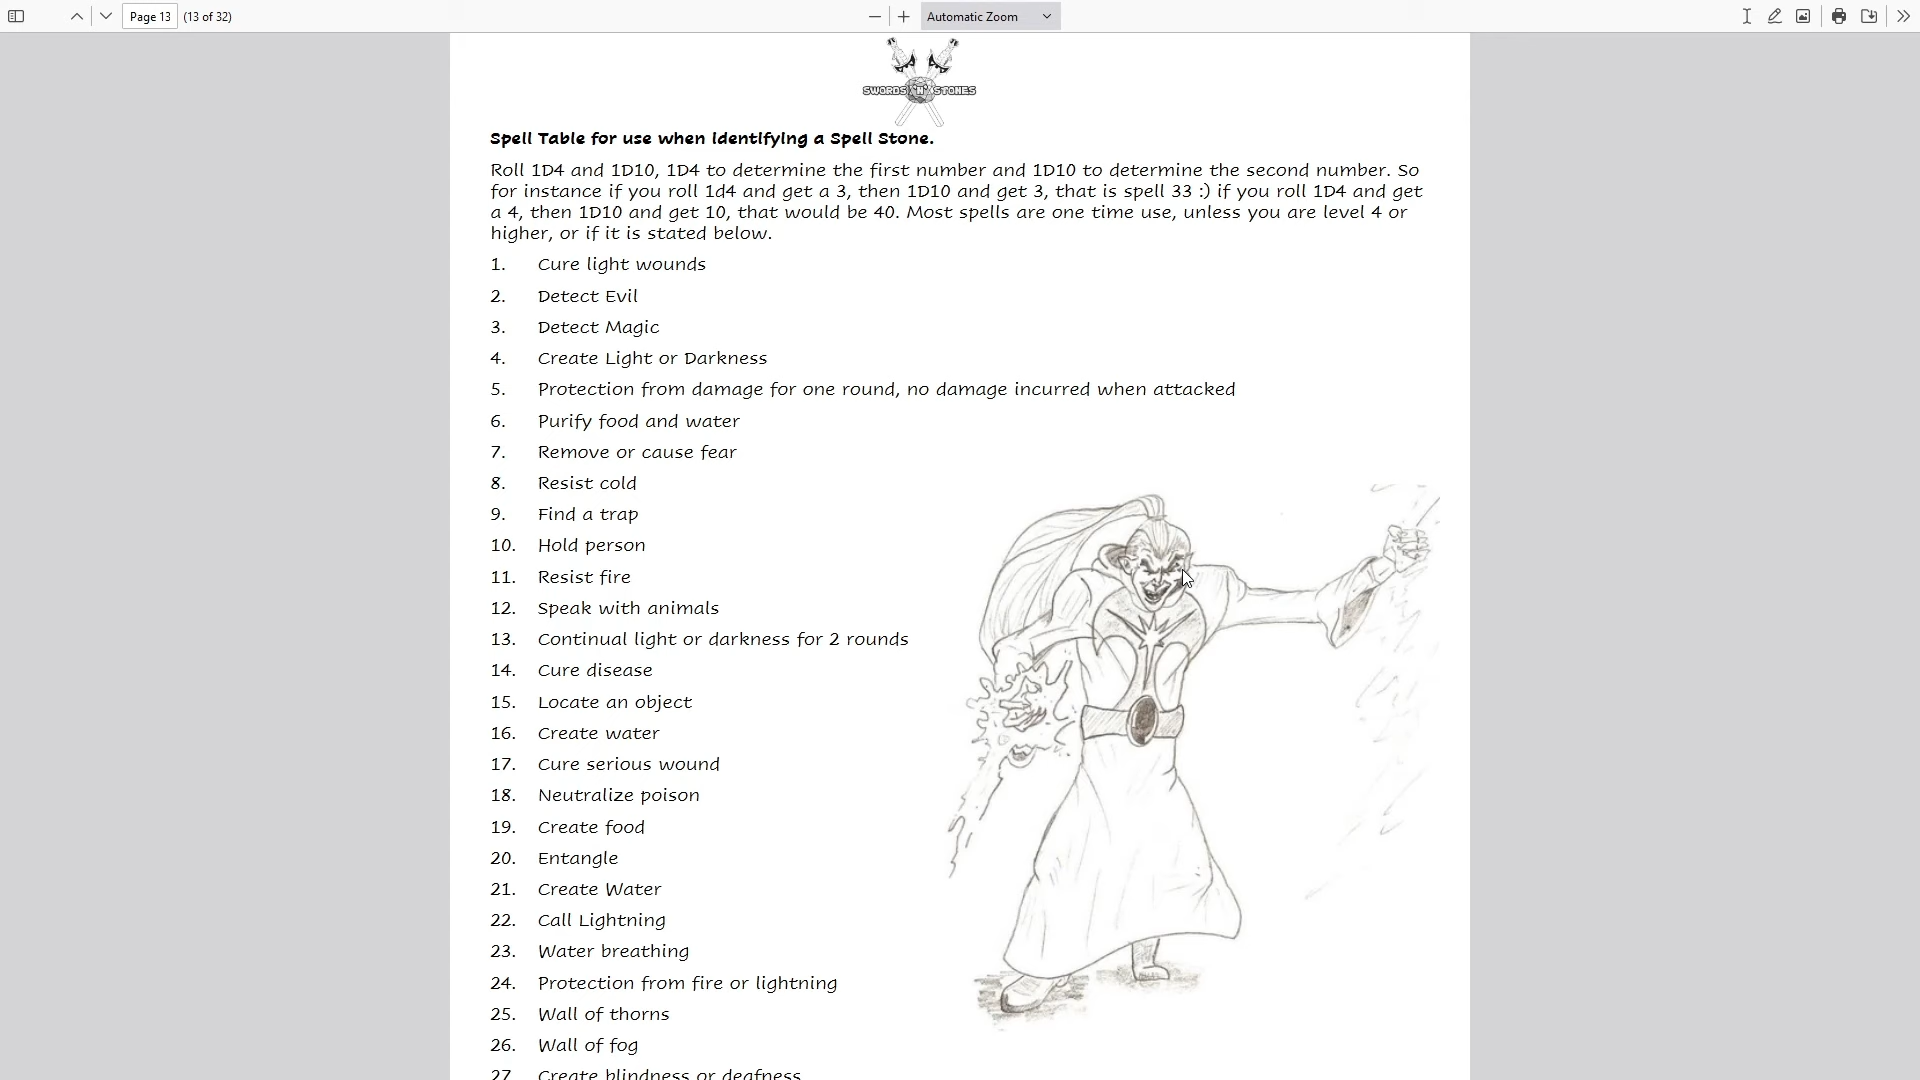 Page 13
(13 of 32)
Automatic Zoom
SWORDS 'N' STONES
Spell Table for use when identifying a Spell Stone.
Roll 1D4 and 1D10, 1D4 to determine the first number and 1D10 to determine the second number. So
for instance if you roll 1d4 and get a 3, then 1D10 and get 3, that is spell 33 :) if you roll 1D4 and get
a 4, then 1D10 and get 10, that would be 40. Most spells are one time use, unless you are level 4 or
higher, or if it is stated below.
1. Cure light wounds
2. Detect Evil
3. Detect Magic
4. Create Light or Darkness
5. Protection from damage for one round, no damage incurred when attacked
6. Purify food and water
7. Remove or cause fear
8. Resist cold
9. Find a trap
10. Hold person
11. Resist fire
12. Speak with animals
13. Continual light or darkness for 2 rounds
14. Cure disease
15. Locate an object
16. Create water
17. Cure serious wound
18. Neutralize poison
19. Create food
20. Entangle
21. Create Water
22. Call Lightning
23. Water breathing
24. Protection from fire or lightning
25. Wall of thorns
26. Wall of fog
27. Create blindness or deafness